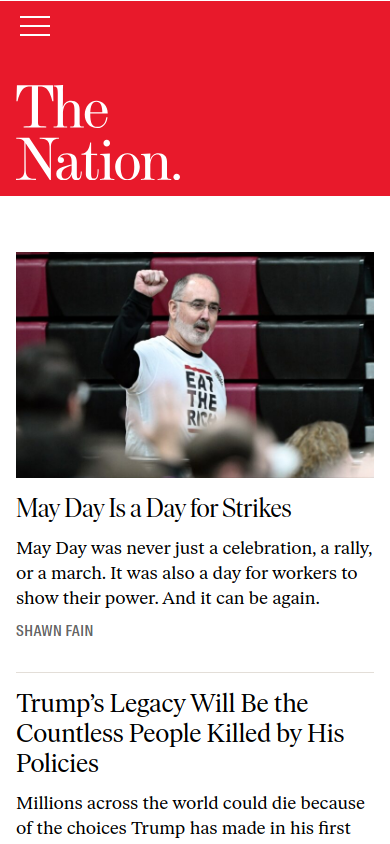 The
Nation.
EAT
THE
RICH
May Day Is a Day for Strikes
May Day was never just a celebration, a rally,
or a march. It was also a day for workers to
show their power. And it can be again.
SHAWN FAIN
Trump’s Legacy Will Be the
Countless People Killed by His
Policies
Millions across the world could die because
of the choices Trump has made in his first